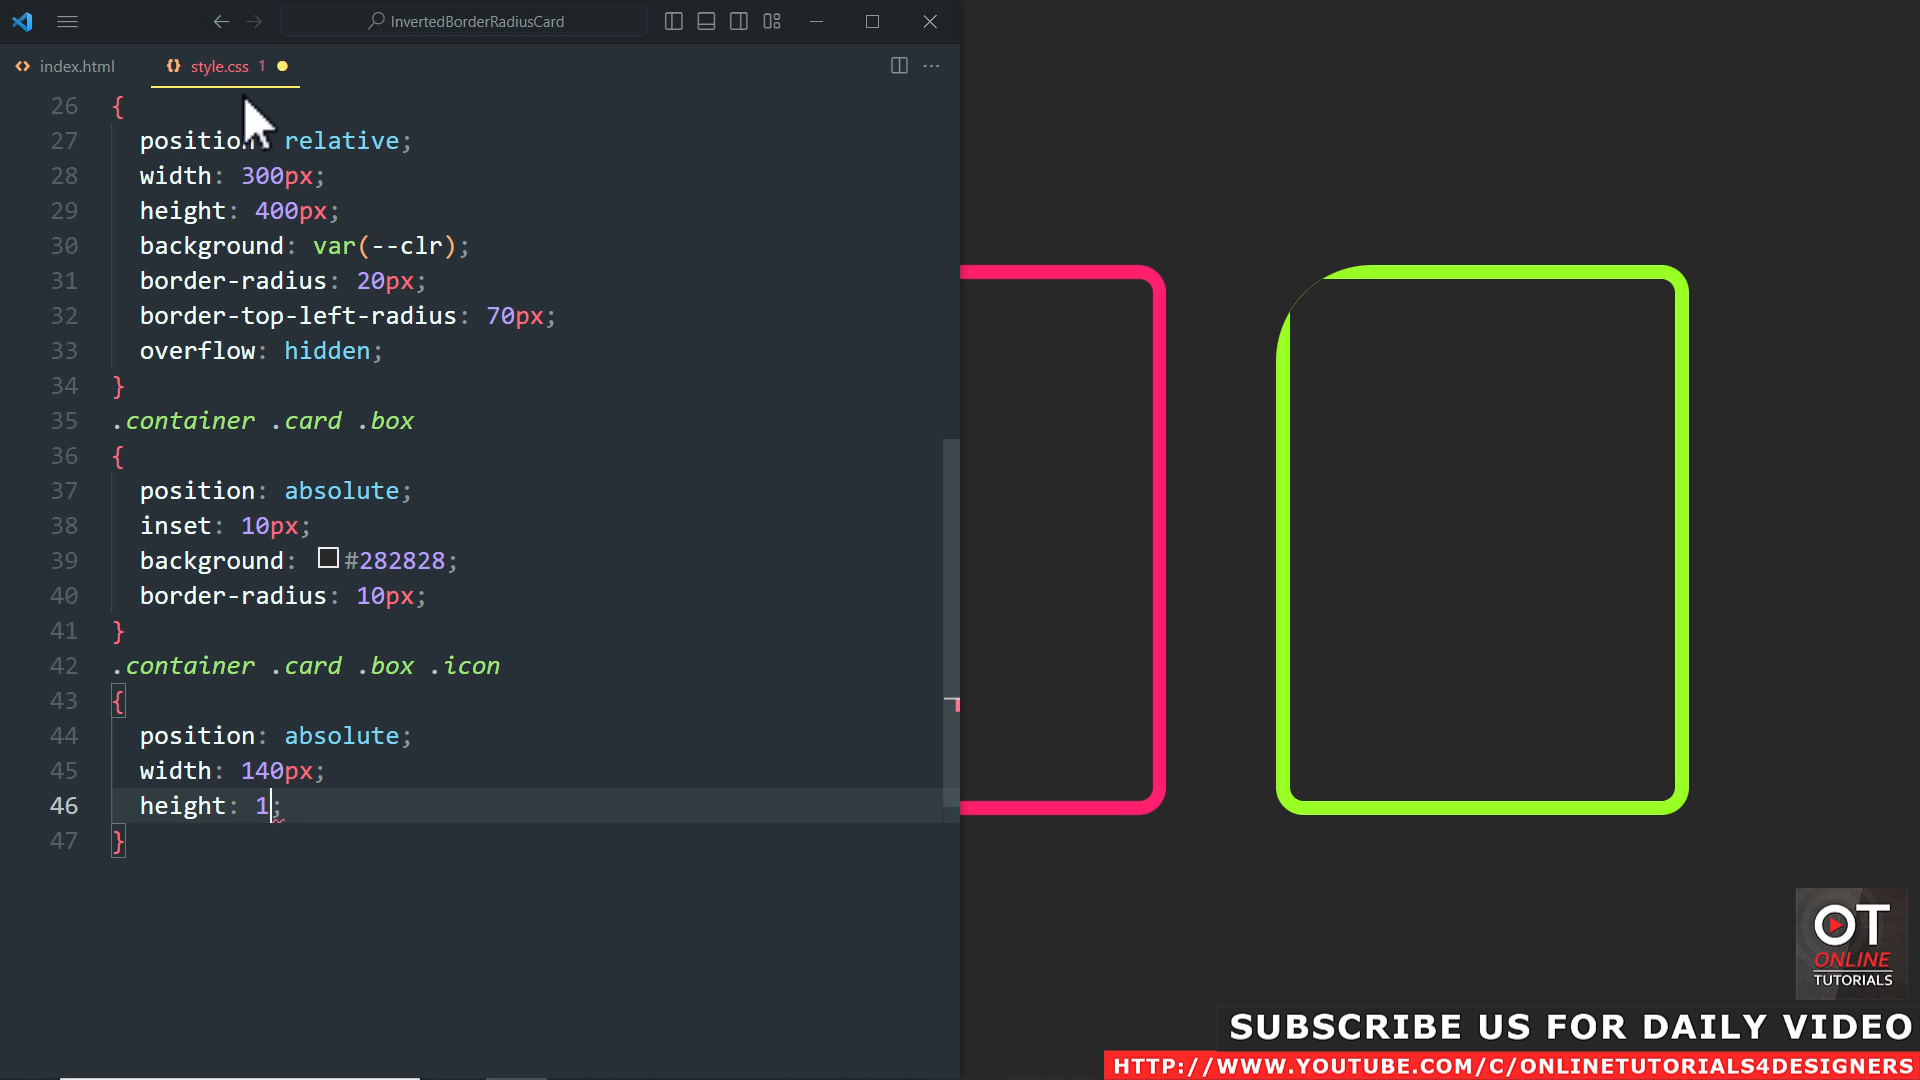 InvertedBorderRadiusCard
index.html
style.css 1
26 {
27 position: relative;
28 width: 300px;
29 height: 400px;
30 background: var(--clr);
31 border-radius: 20px;
32 border-top-left-radius: 70px;
33 overflow: hidden;
34 }
35 .container .card .box
36 {
37 position: absolute;
38 inset: 10px;
39 background: #282828;
40 border-radius: 10px;
41 }
42 .container .card .box .icon
43 {
44 position: absolute;
45 width: 140px;
46 height: 1;
47 }
OT
ONLINE
TUTORIALS
SUBSCRIBE US FOR DAILY VIDEO
HTTP://WWW.YOUTUBE.COM/C/ONLINETUTORIALS4DESIGNERS